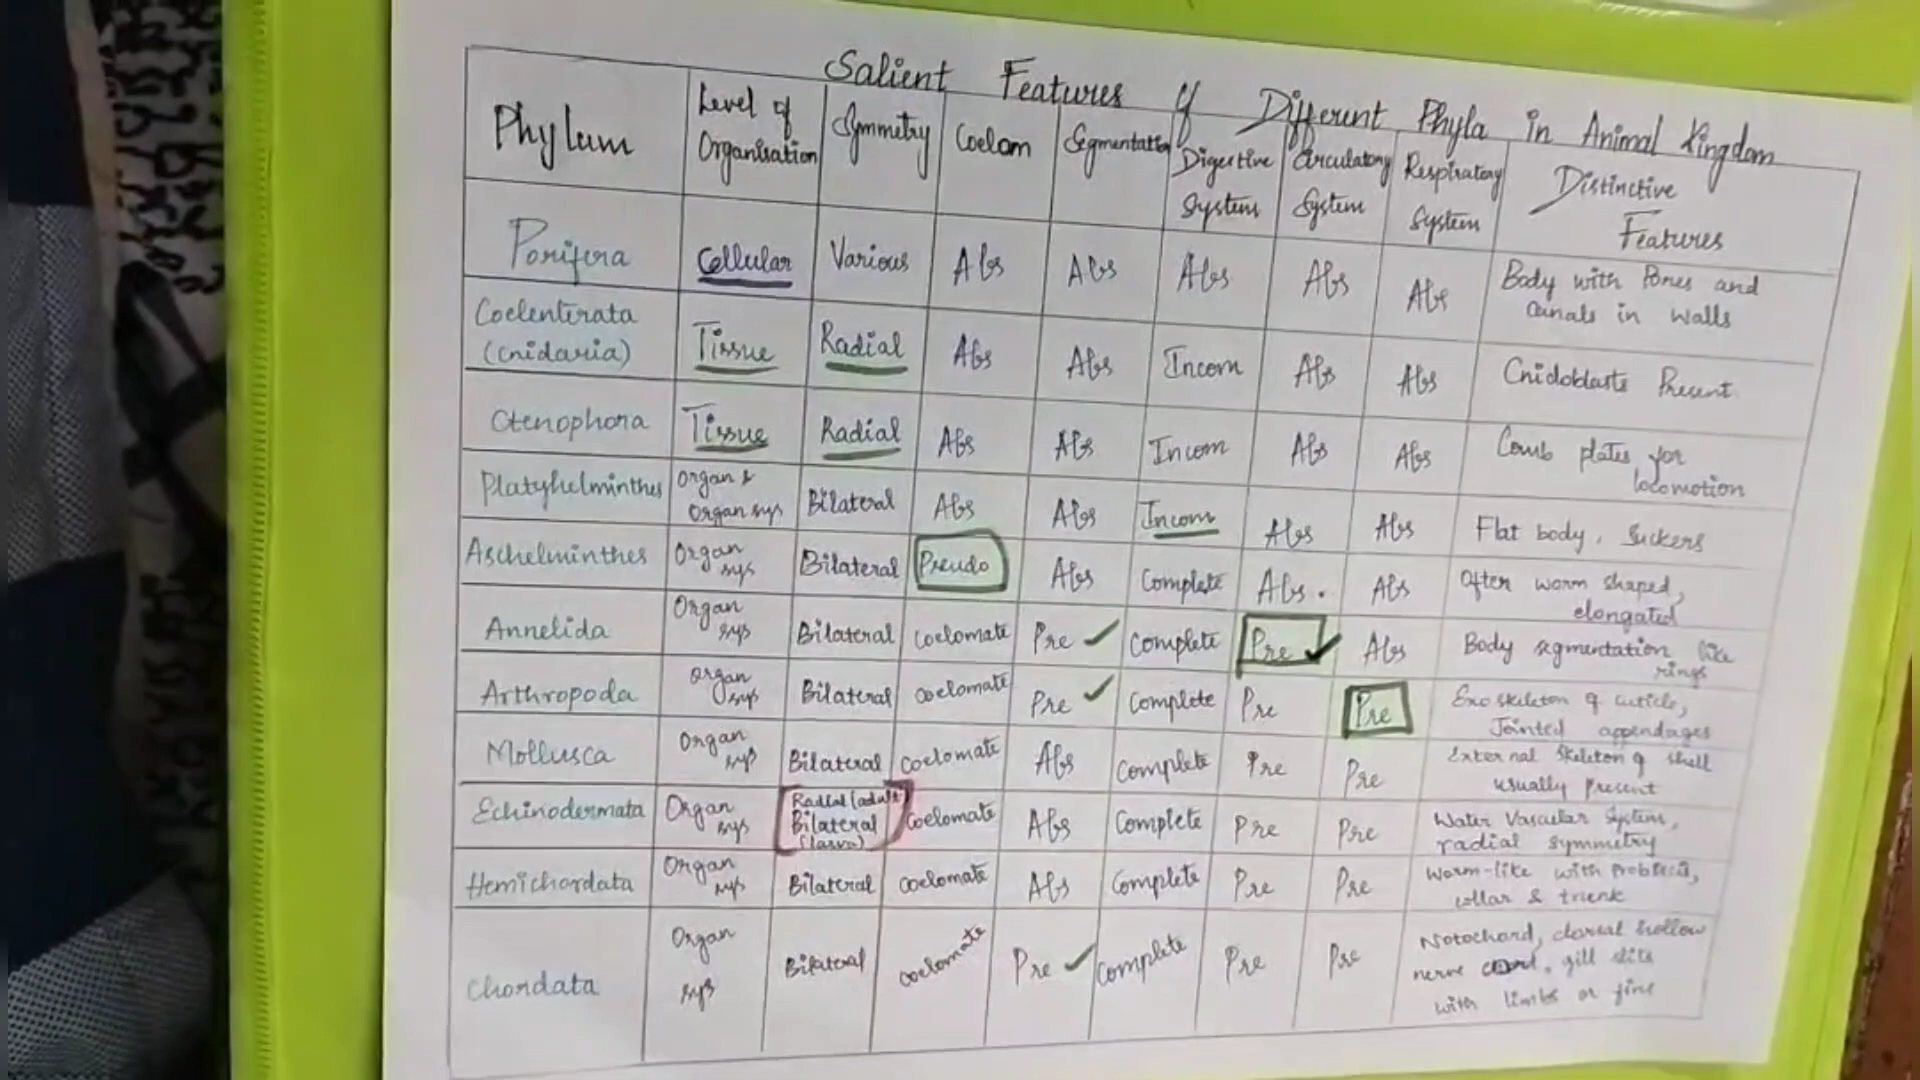 Salient Features of Different Phyla in Animal Kingdom
Phylum
Level of
Organisation
Symmetry
Coelom
Segmentation
Digestive
System
Circulatory
System
Respiratory
System
Distinctive
Features
Porifera
Cellular
Various
Abs
Abs
Abs
Abs
Abs
Body with Pores and
Canals in walls
Coelenterata
(Cnidaria)
Tissue
Radial
Abs
Abs
Incom
Abs
Abs
Cnidoblasts Present
Ctenophora
Tissue
Radial
Abs
Abs
Incom
Abs
Abs
Comb plates for
locomotion
Platyhelminthes
Organ &
Organ sys
Bilateral
Abs
Abs
Incom
Abs
Abs
Flat body, Suckers
Aschelminthes
Organ
sys
Bilateral
Pseudo
Abs
Complete
Abs.
Abs
Often worm shaped,
elongated
Annelida
Organ
sys
Bilateral
Coelomate
Pre ✓
Complete
Pre ✓
Abs
Body segmentation like
rings
Arthropoda
Organ
sys
Bilateral
Coelomate
Pre ✓
Complete
Pre
Pre
Exoskeleton of cuticle,
Jointed appendages
Mollusca
Organ
sys
Bilateral
Coelomate
Abs
Complete
Pre
Pre
External Skeleton of shell
usually present
Echinodermata
Organ
sys
Radial (adult)
Bilateral
(larva)
Coelomate
Abs
Complete
Pre
Pre
Water Vascular System,
radial symmetry
Hemichordata
Organ
sys
Bilateral
Coelomate
Abs
Complete
Pre
Pre
Worm-like with
collar & trunk
Chordata
Organ
sys
Bilateral
Coelomate
Pre ✓
Complete
Pre
Pre
Notochord, dorsal hollow
nerve cord, gill slits
with limbs or fins